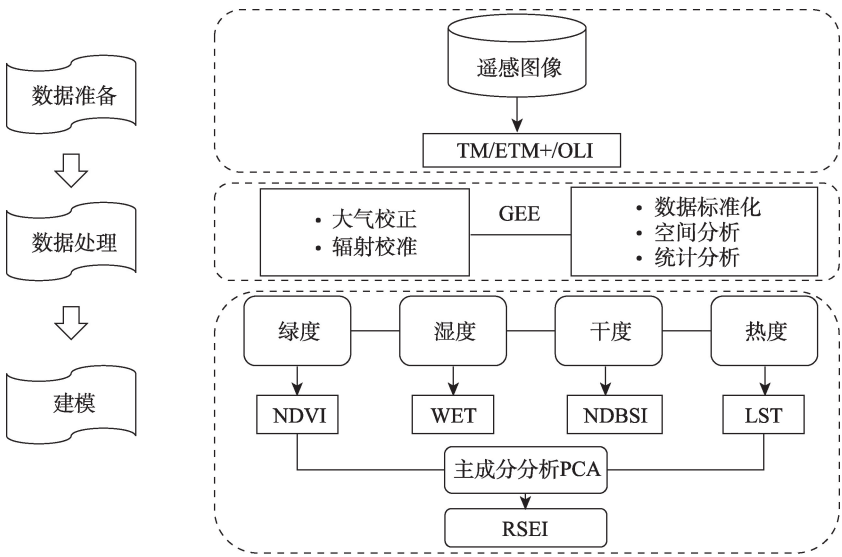 数据准备
遥感图像
TM/ETM+/OLI
数据处理
• 大气校正
• 辐射校准
GEE
• 数据标准化
• 空间分析
• 统计分析
建模
绿度
湿度
干度
热度
NDVI
WET
NDBSI
LST
主成分分析PCA
RSEI